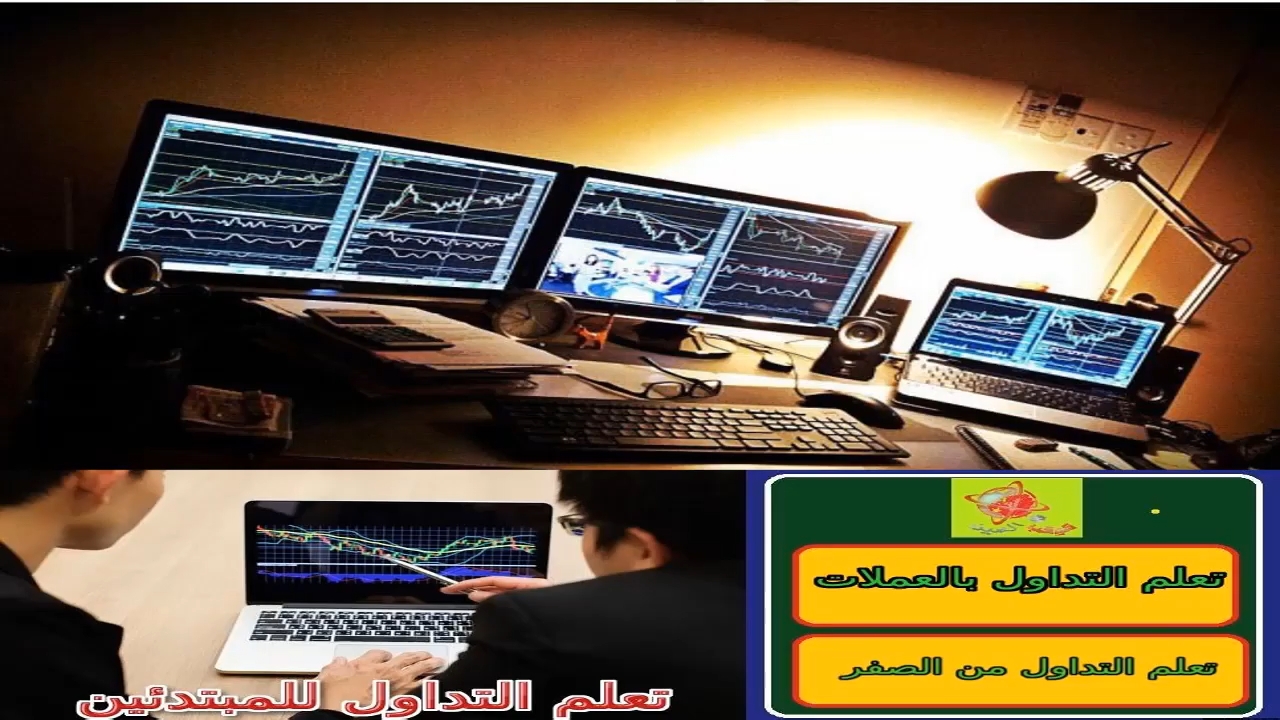 تعلم التداول بالعملات
تعلم التداول من الصفر
تعلم التداول للمبتدئين